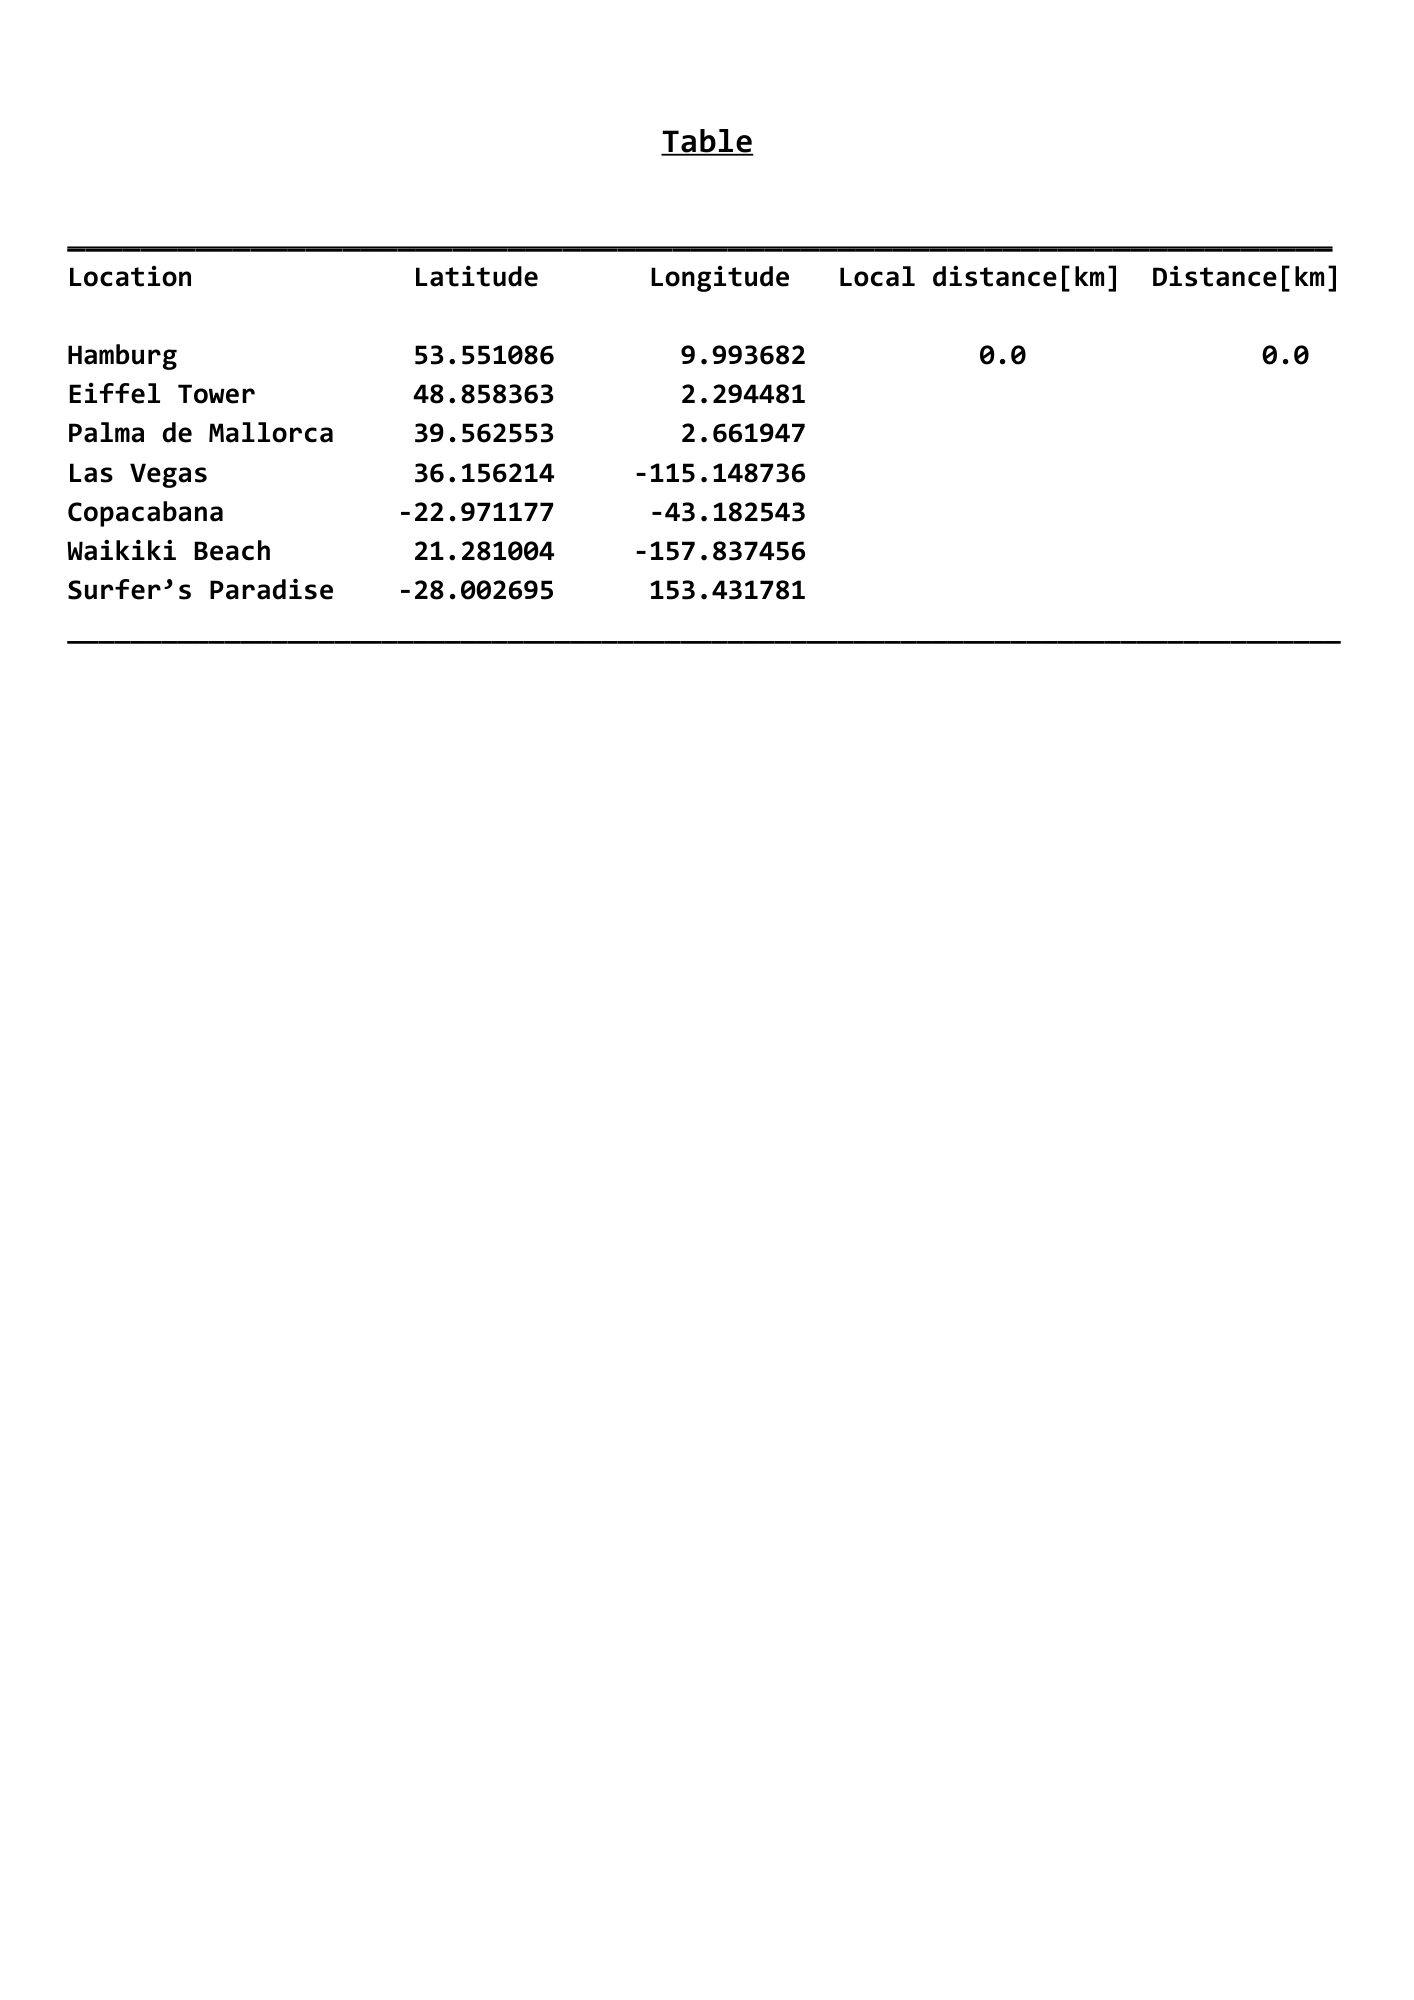 Table
Location Latitude Longitude Local distance[km] Distance[km]
Hamburg 53.551086 9.993682 0.0 0.0
Eiffel Tower 48.858363 2.294481
Palma de Mallorca 39.562553 2.661947
Las Vegas 36.156214 -115.148736
Copacabana -22.971177 -43.182543
Waikiki Beach 21.281004 -157.837456
Surfer’s Paradise -28.002695 153.431781